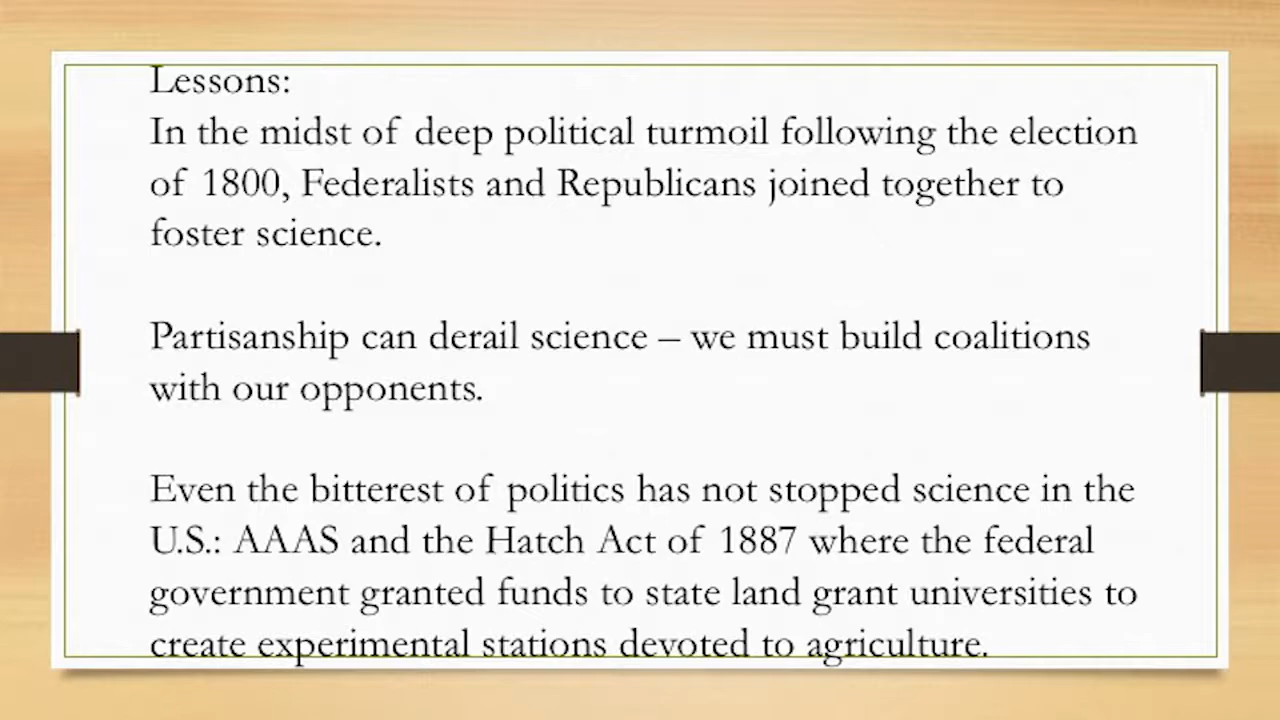 Lessons:
In the midst of deep political turmoil following the election
of 1800, Federalists and Republicans joined together to
foster science.
Partisanship can derail science – we must build coalitions
with our opponents.
Even the bitterest of politics has not stopped science in the
U.S.: AAAS and the Hatch Act of 1887 where the federal
government granted funds to state land grant universities to
create experimental stations devoted to agriculture.